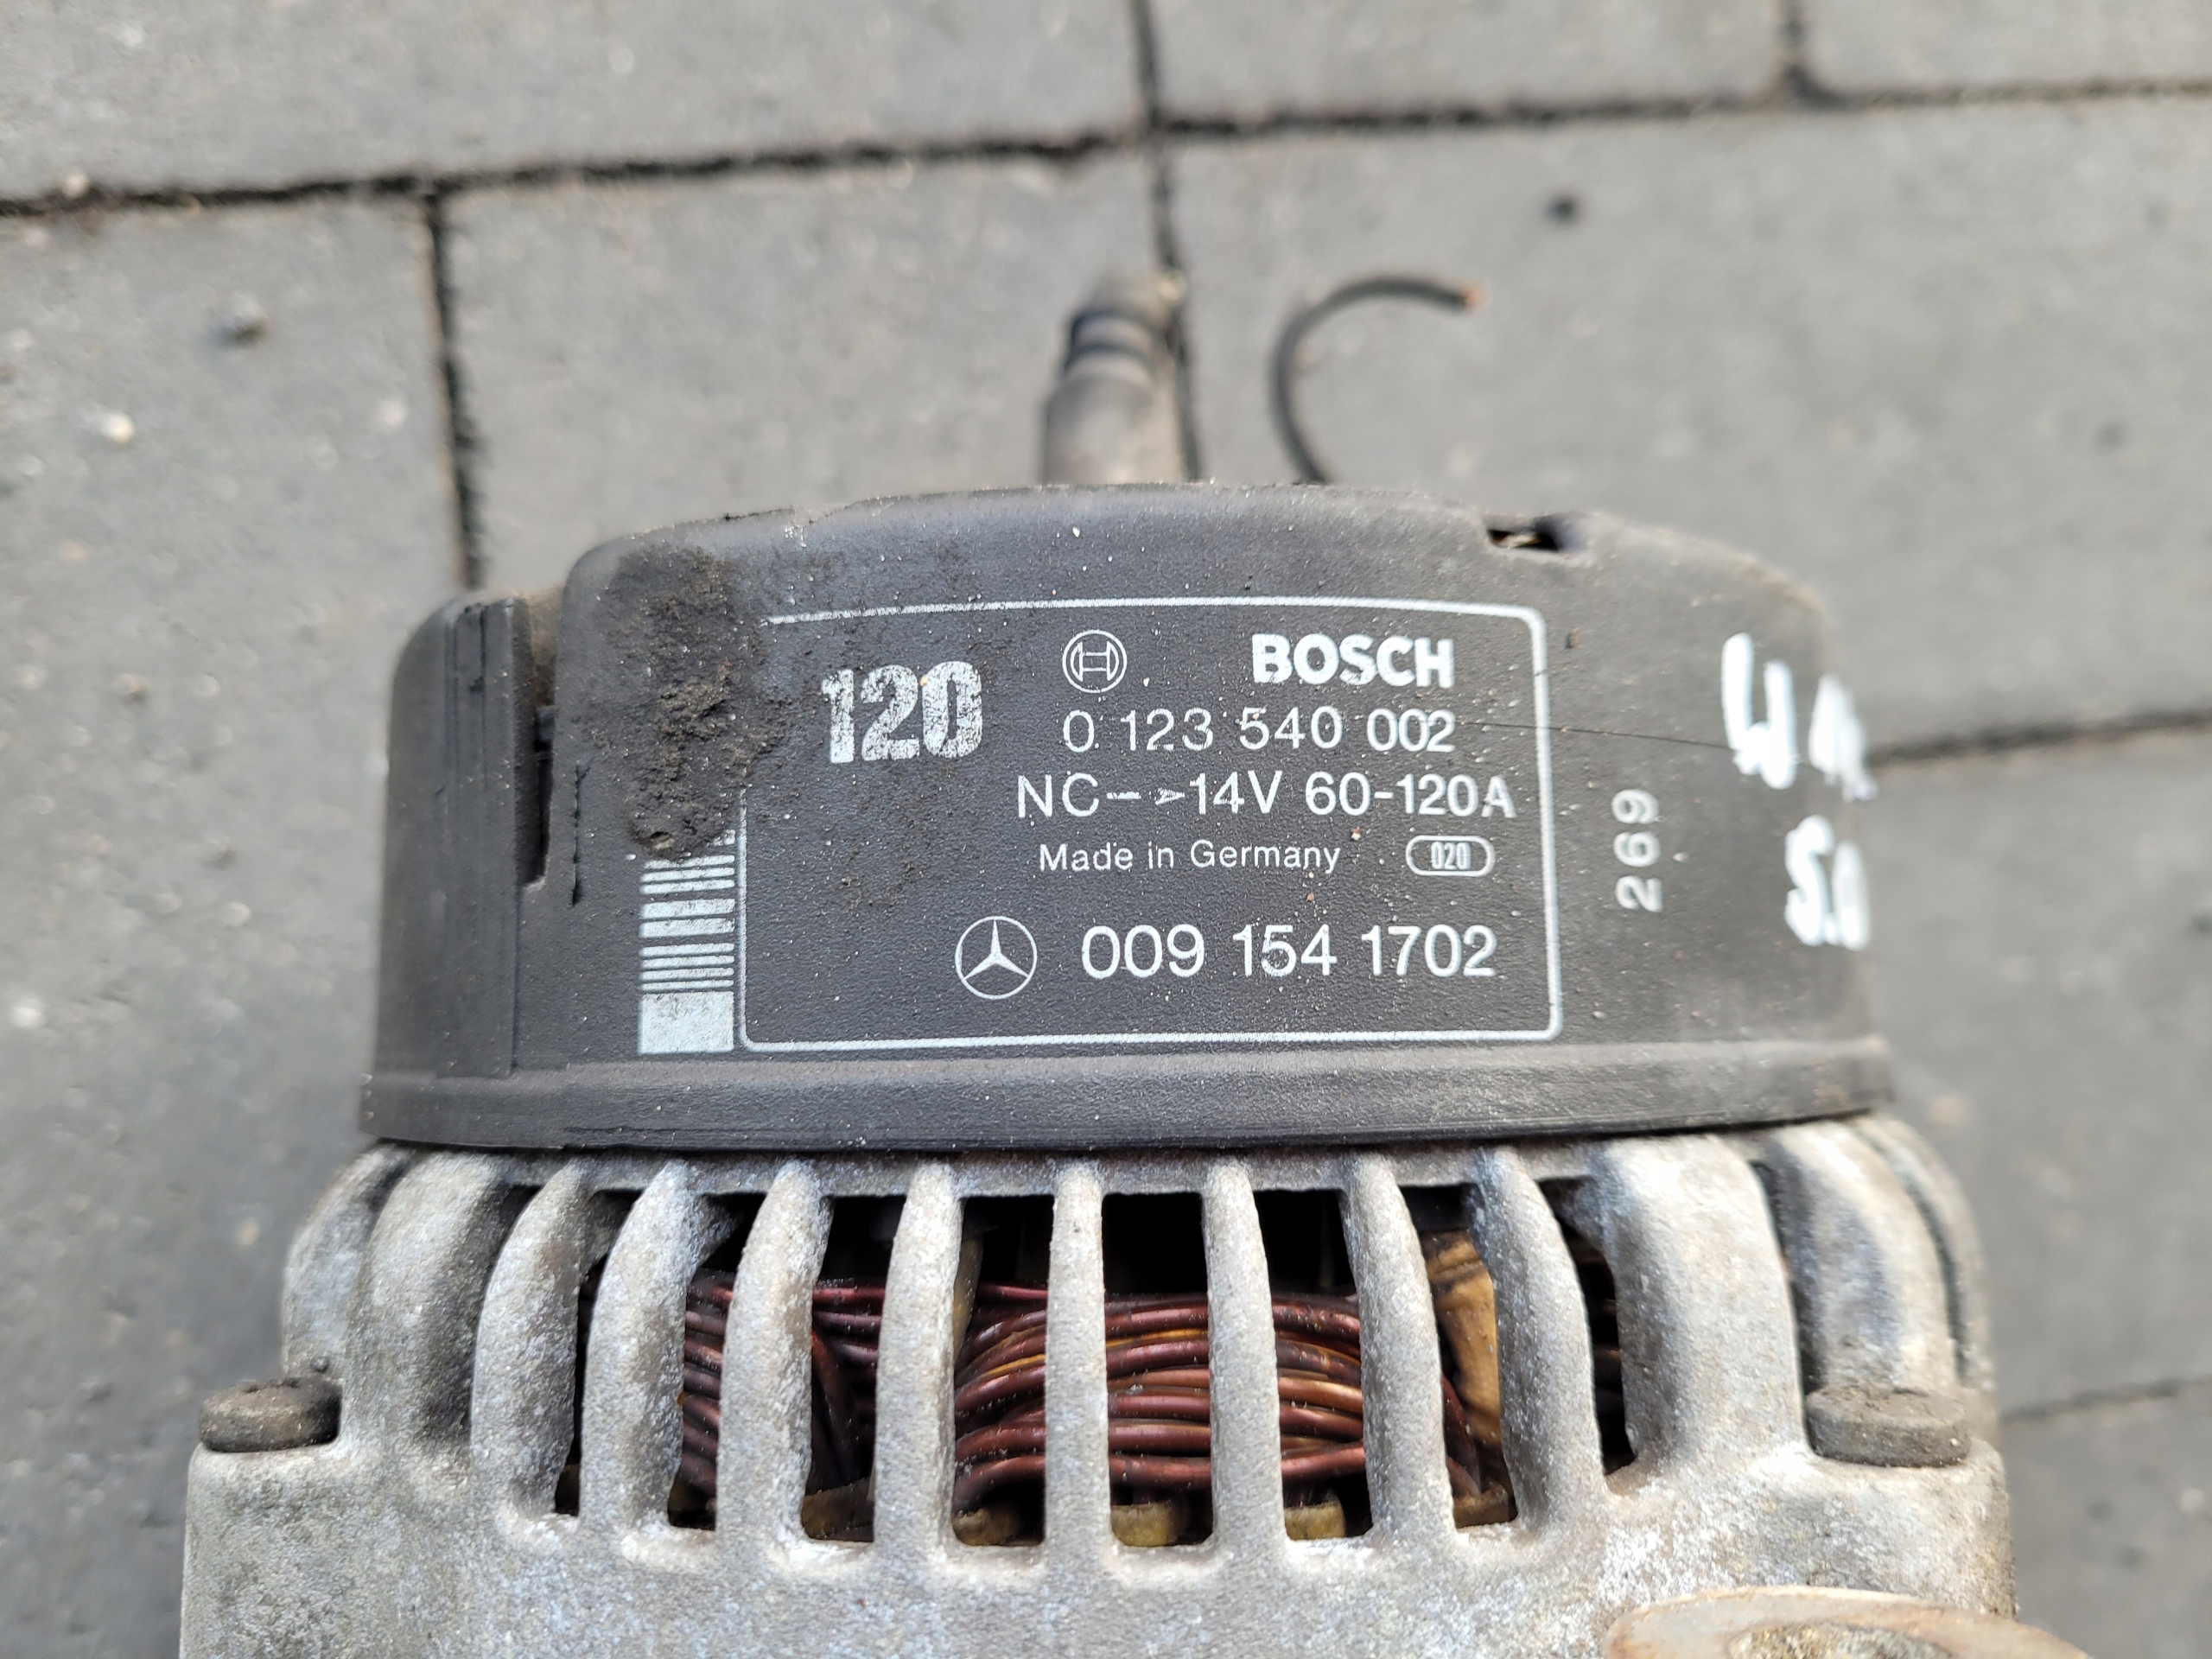 120
BOSCH
0 123 540 002
NC--➤14V 60-120A
Made in Germany 020
009 154 1702
269